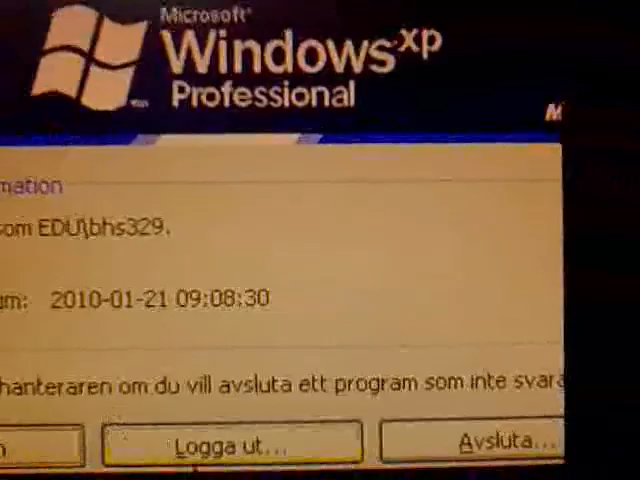 Microsoft
Windows xp
Professional
M
mation
som EDU\bhs329.
um: 2010-01-21 09:08:30
hanteraren om du vill avsluta ett program som inte svara
Logga ut...
Avsluta...